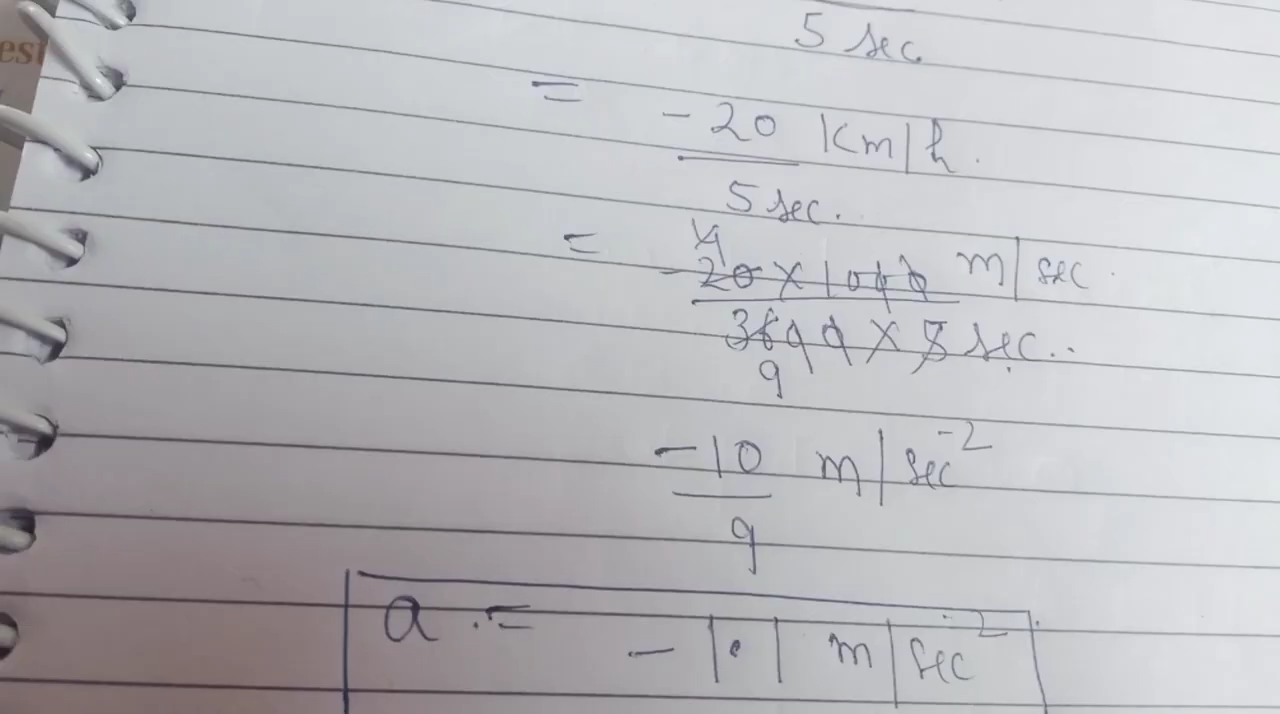 est
5 sec.
= -20 Km/h.
5 sec.
= 4
-20 x 1000 m/sec.
3600 x 5 sec..
9
-10 m/sec-2
9
a.= -1.1 m/sec-2